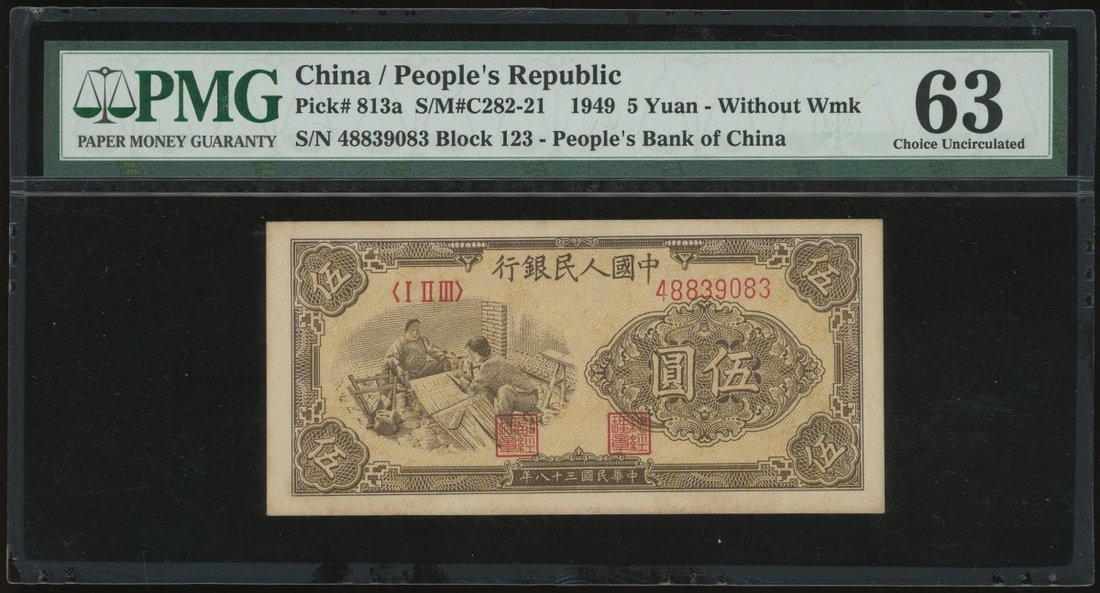 PMG
PAPER MONEY GUARANTY
China / People's Republic
Pick# 813a S/M#C282-21 1949 5 Yuan - Without Wmk
S/N 48839083 Block 123 - People's Bank of China
63
Choice Uncirculated
行銀民人國中
伍
伍
〈I II III〉
48839083
圓伍
伍
伍
年八十三國民華中